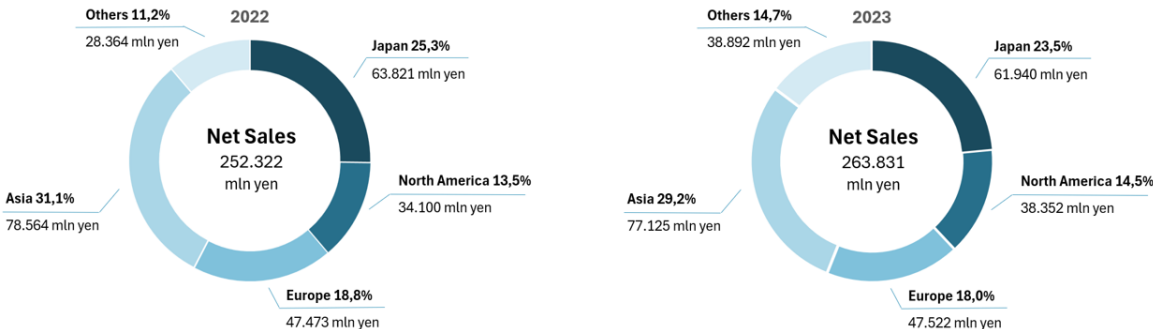 2022
Others 11,2%
28.364 mln yen
Japan 25,3%
63.821 mln yen
Net Sales
252.322
mln yen
North America 13,5%
34.100 mln yen
Asia 31,1%
78.564 mln yen
Europe 18,8%
47.473 mln yen
2023
Others 14,7%
38.892 mln yen
Japan 23,5%
61.940 mln yen
Net Sales
263.831
mln yen
North America 14,5%
38.352 mln yen
Asia 29,2%
77.125 mln yen
Europe 18,0%
47.522 mln yen